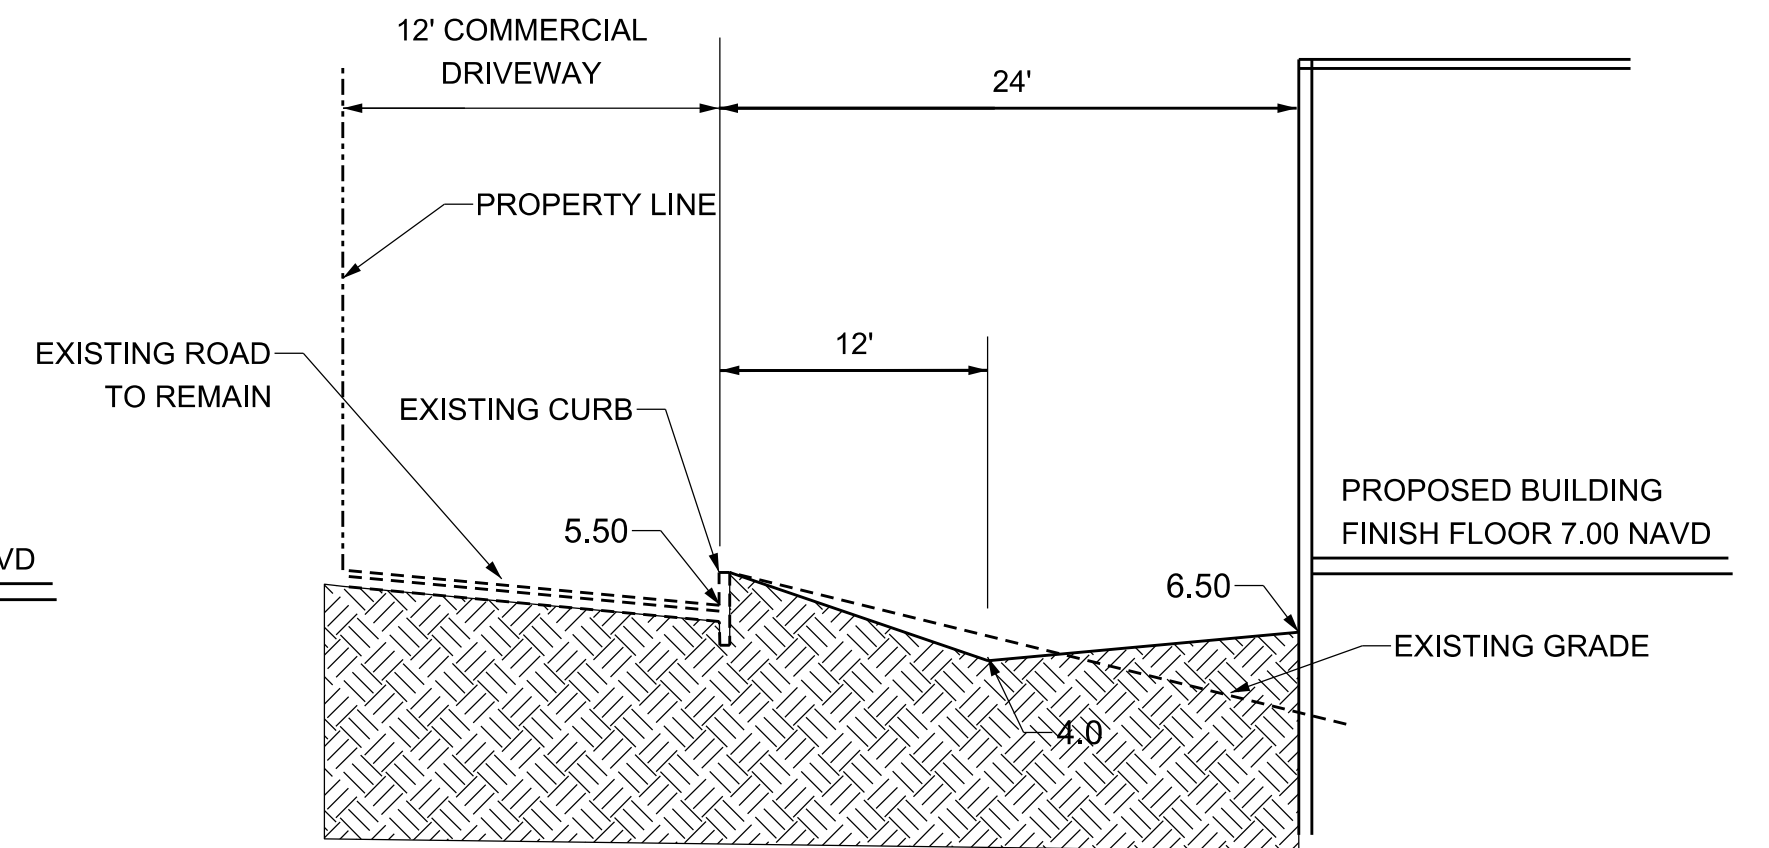 12' COMMERCIAL
DRIVEWAY
24'
PROPERTY LINE
EXISTING ROAD
TO REMAIN
12'
EXISTING CURB
5.50
PROPOSED BUILDING
FINISH FLOOR 7.00 NAVD
VD
6.50
EXISTING GRADE
4.0